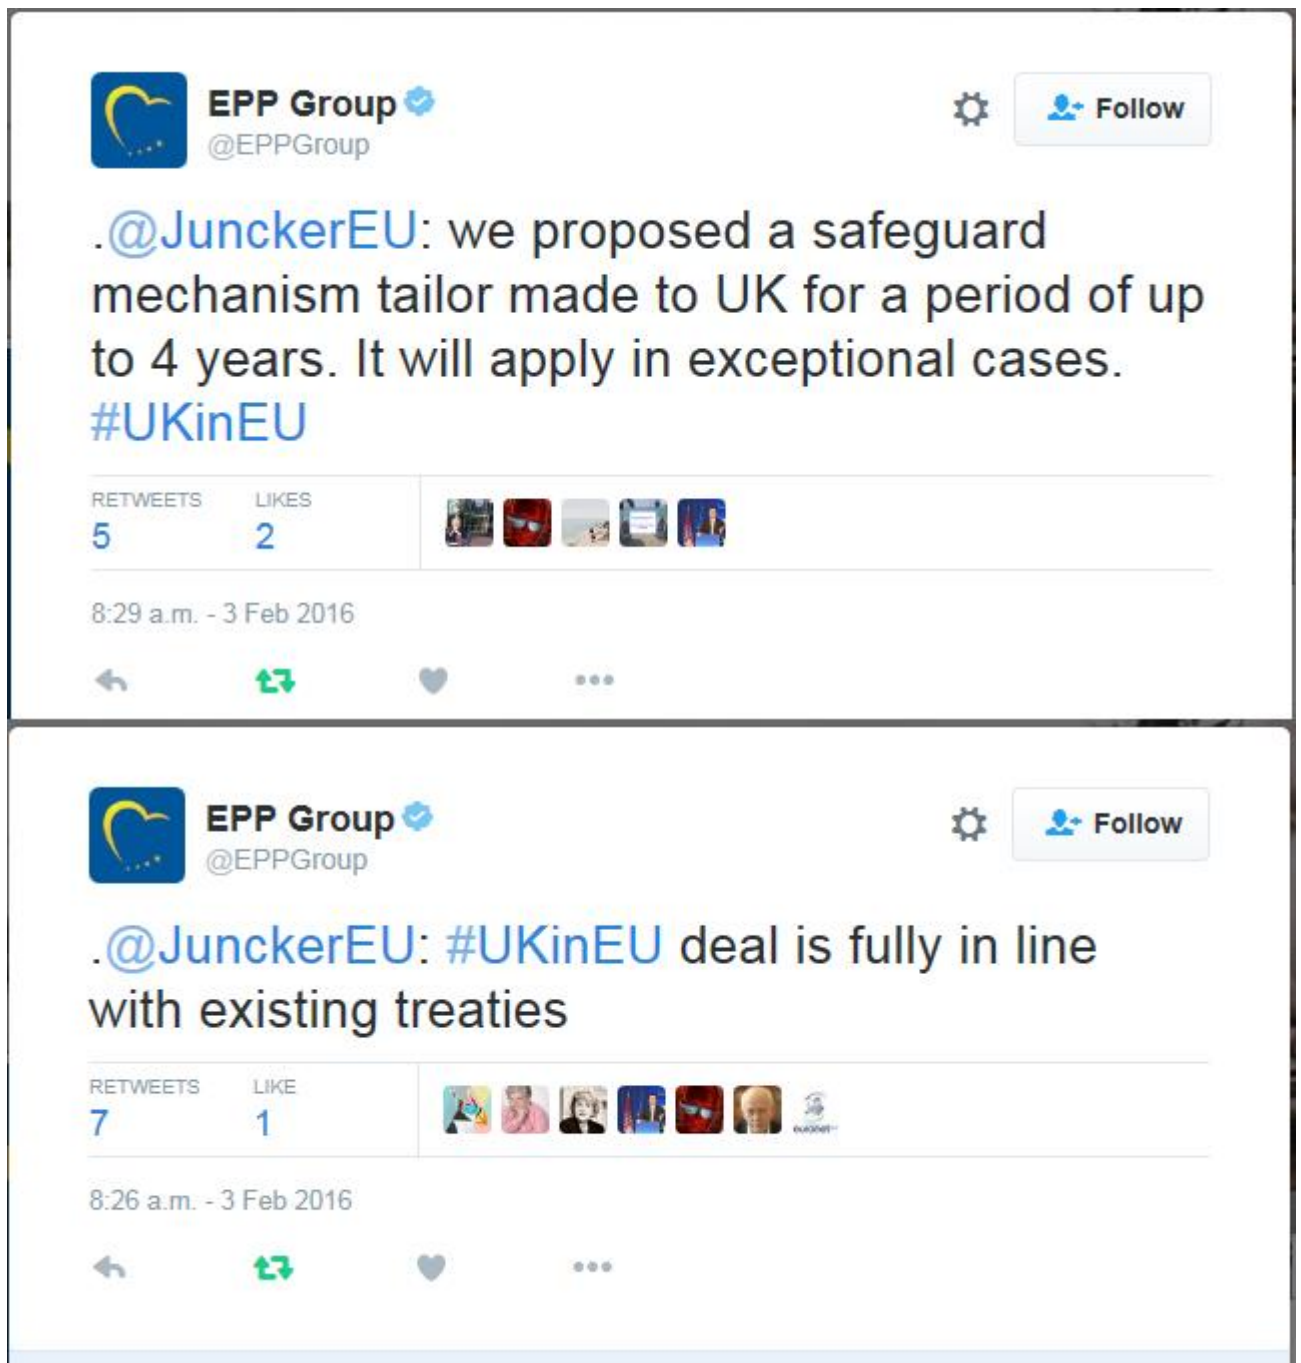 EPP Group
Follow
@EPPGroup
.@JunckerEU: we proposed a safeguard
mechanism tailor made to UK for a period of up
to 4 years. It will apply in exceptional cases.
#UKinEU
RETWEETS LIKES
5 2
8:29 a.m. - 3 Feb 2016
EPP Group
Follow
@EPPGroup
.@JunckerEU: #UKinEU deal is fully in line
with existing treaties
RETWEETS LIKE
7 1
euranet
8:26 a.m. - 3 Feb 2016